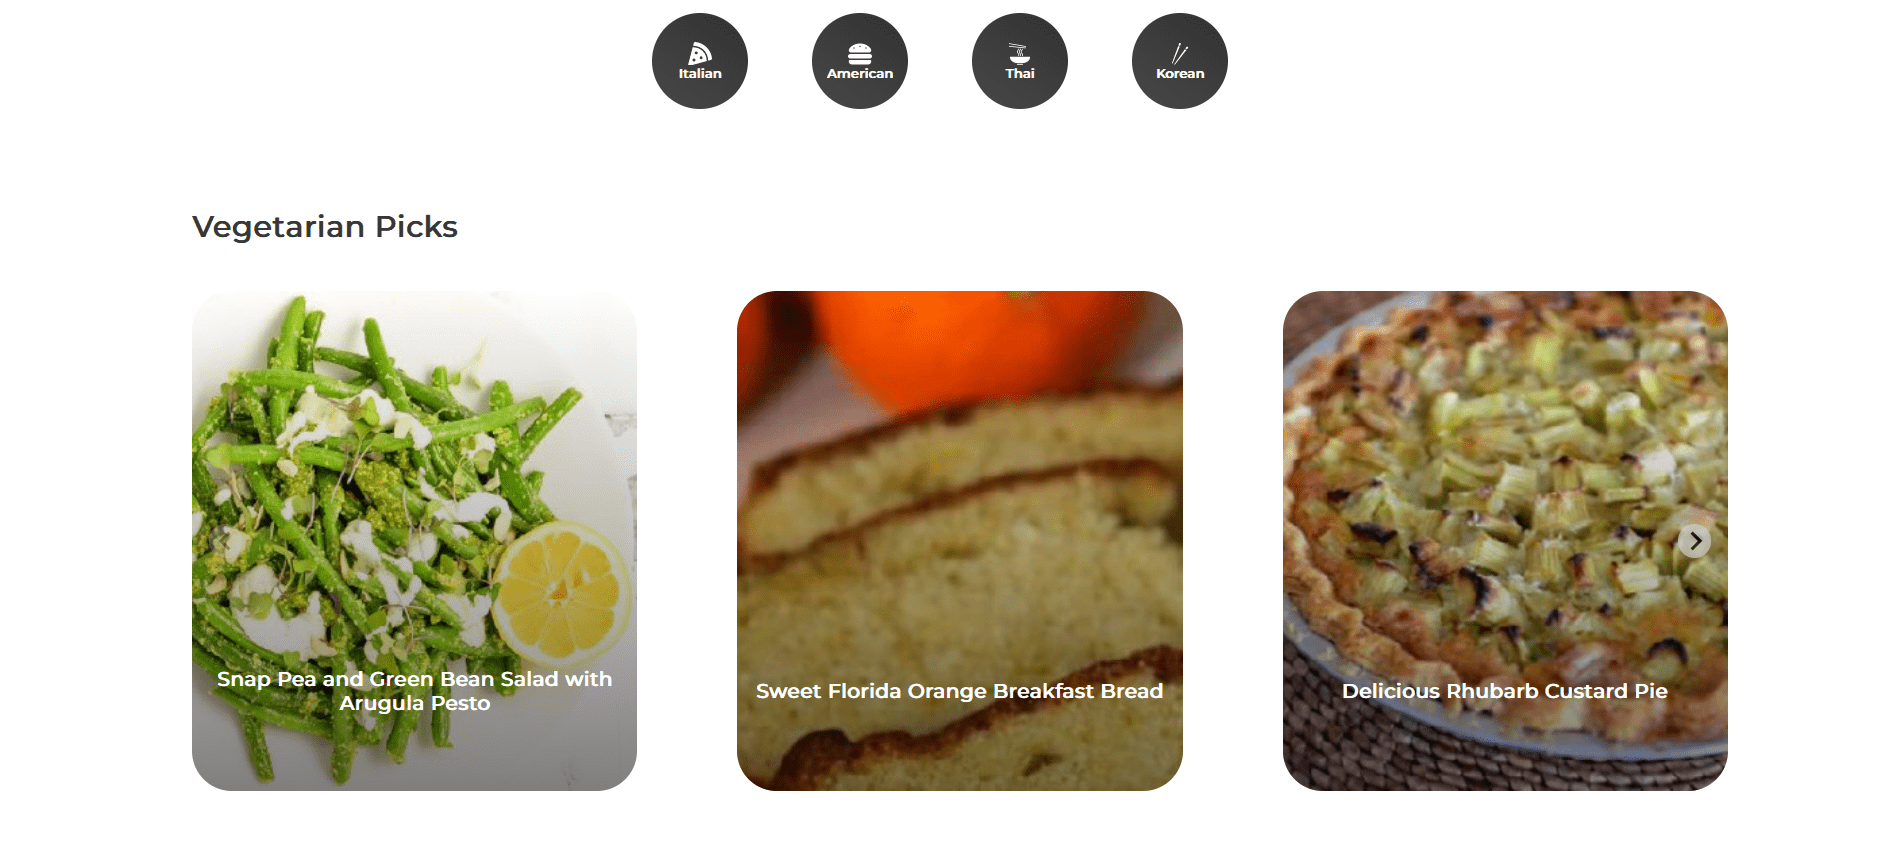 Italian
American
Thai
Korean
Vegetarian Picks
Snap Pea and Green Bean Salad with
Arugula Pesto
Sweet Florida Orange Breakfast Bread
Delicious Rhubarb Custard Pie